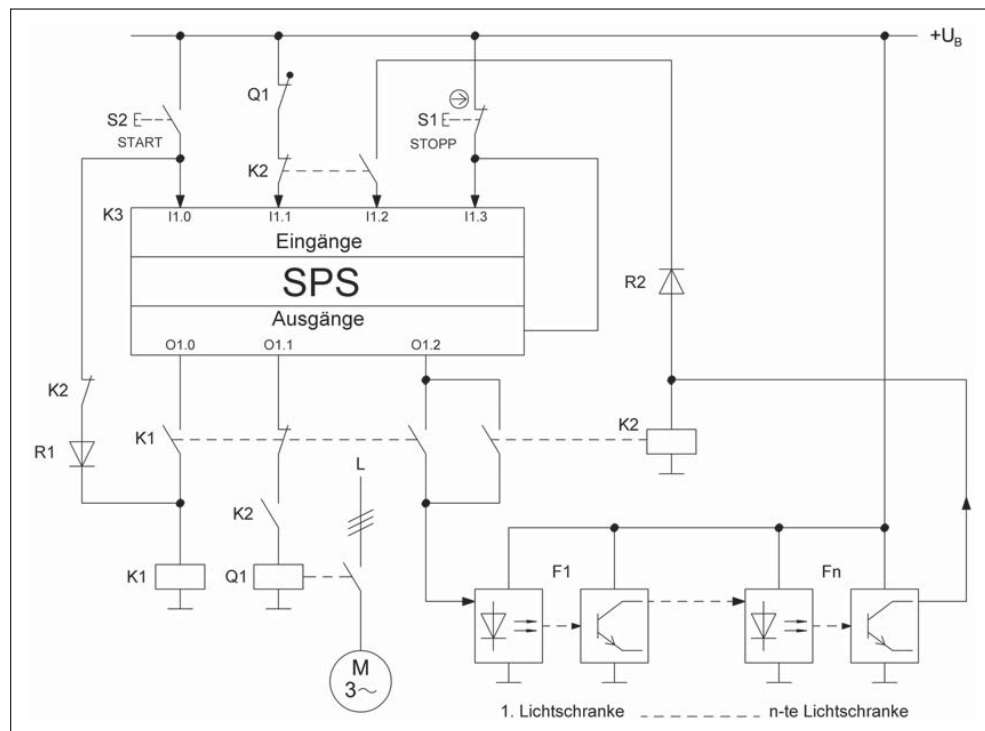 +UB
Q1
S2
START
S1
STOPP
K2
K3
I1.0 I1.1 I1.2 I1.3
Eingänge
SPS
Ausgänge
O1.0 O1.1 O1.2
R2
K2
R1
K1
K2
L
K2
K1
Q1
F1
Fn
M
3~
1. Lichtschranke
n-te Lichtschranke